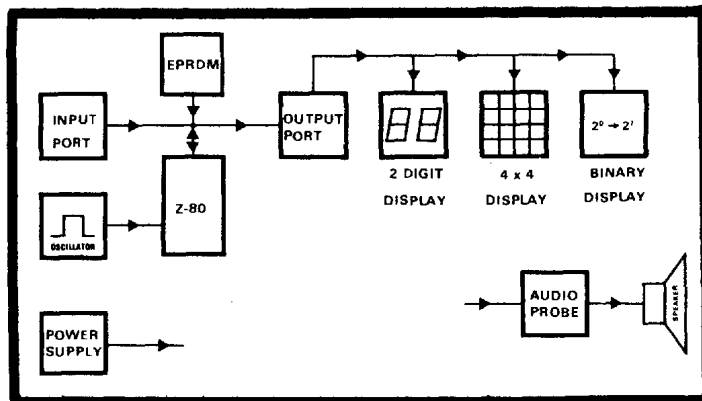 EPRDM
INPUT
PORT
OUTPUT
PORT
2⁰ → 2'
2 DIGIT
DISPLAY
4 x 4
DISPLAY
BINARY
DISPLAY
Z-80
OSCILLATOR
POWER
SUPPLY
AUDIO
PROBE
SPEAKER